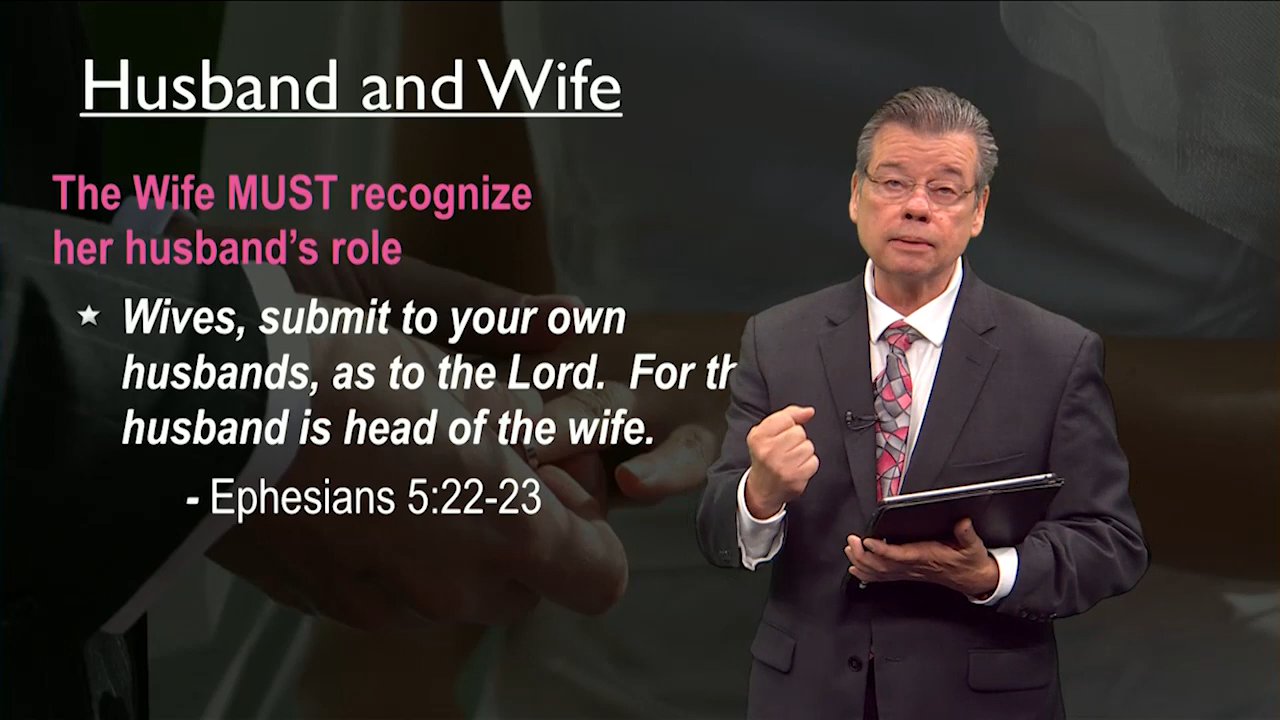 Husband and Wife
The Wife MUST recognize
her husband’s role
Wives, submit to your own
husbands, as to the Lord.  For th
husband is head of the wife.
- Ephesians 5:22-23